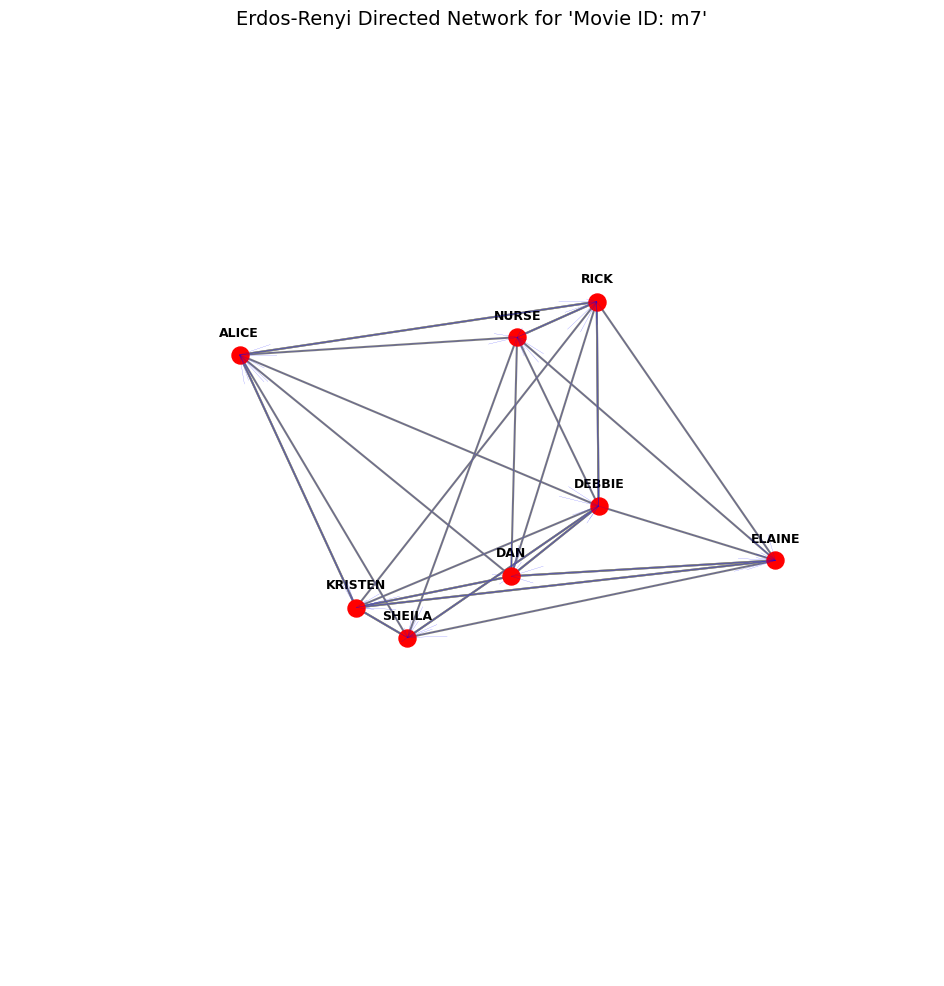 Erdos-Renyi Directed Network for 'Movie ID: m7'
RICK
NURSE
ALICE
DEBBIE
ELAINE
DAN
KRISTEN
SHEILA